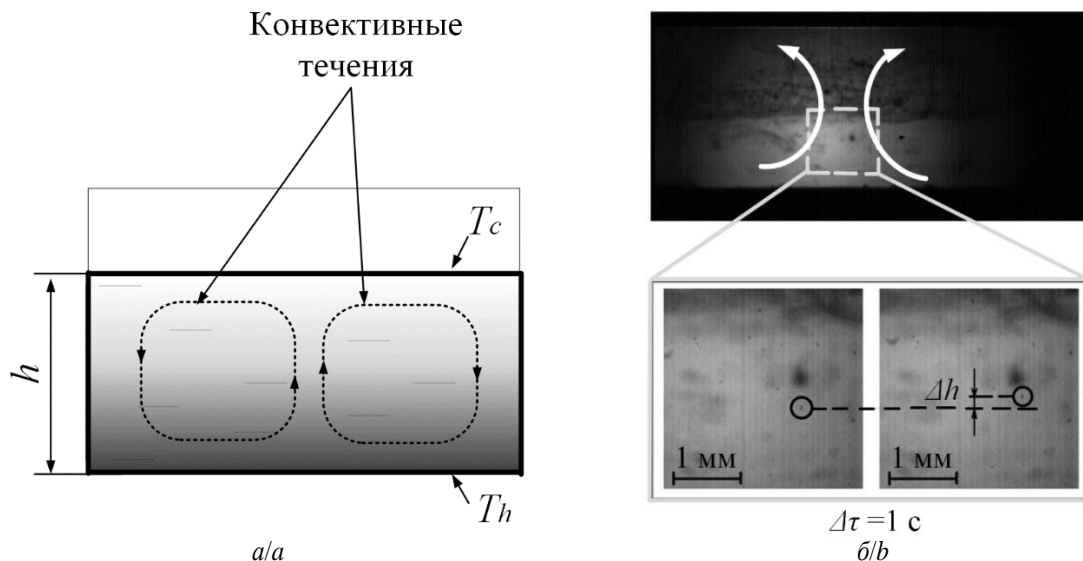 Конвективные
течения
Tc
h
Th
а/a
Δh
1 мм
1 мм
Δτ =1 с
б/b